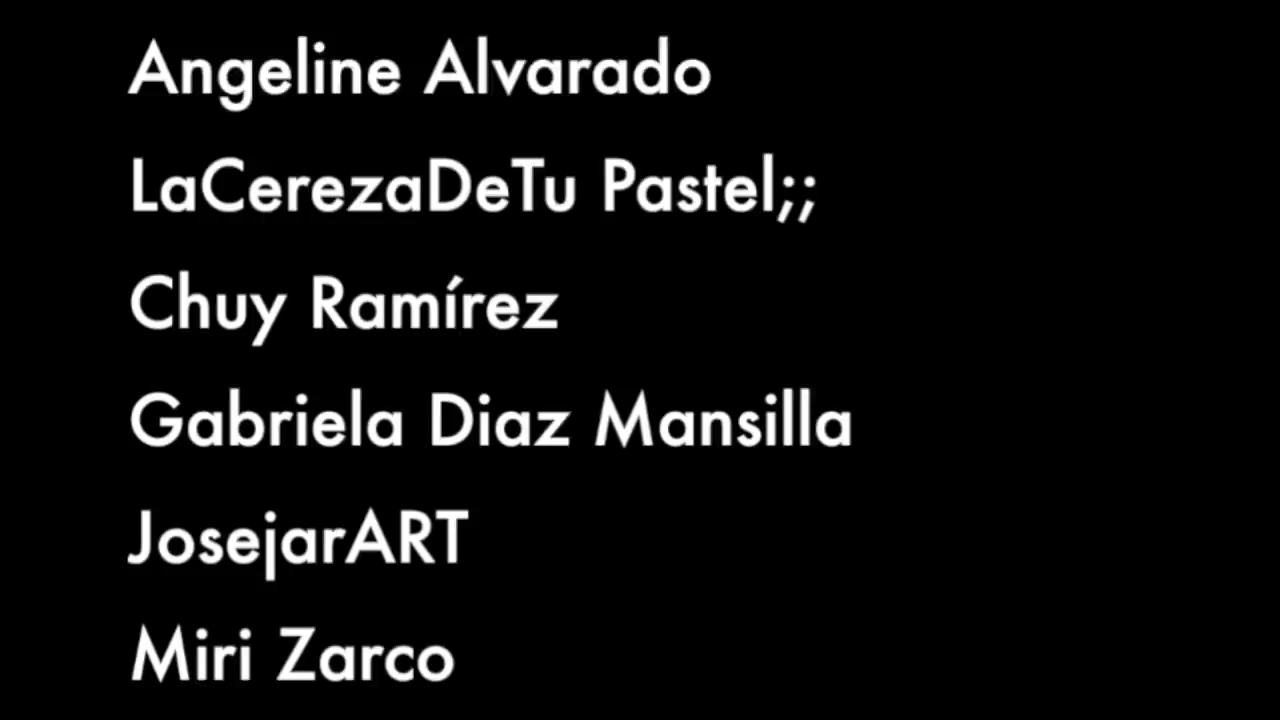 Angeline Alvarado
LaCerezaDeTu Pastel;;
Chuy Ramírez
Gabriela Diaz Mansilla
JosejarART
Miri Zarco